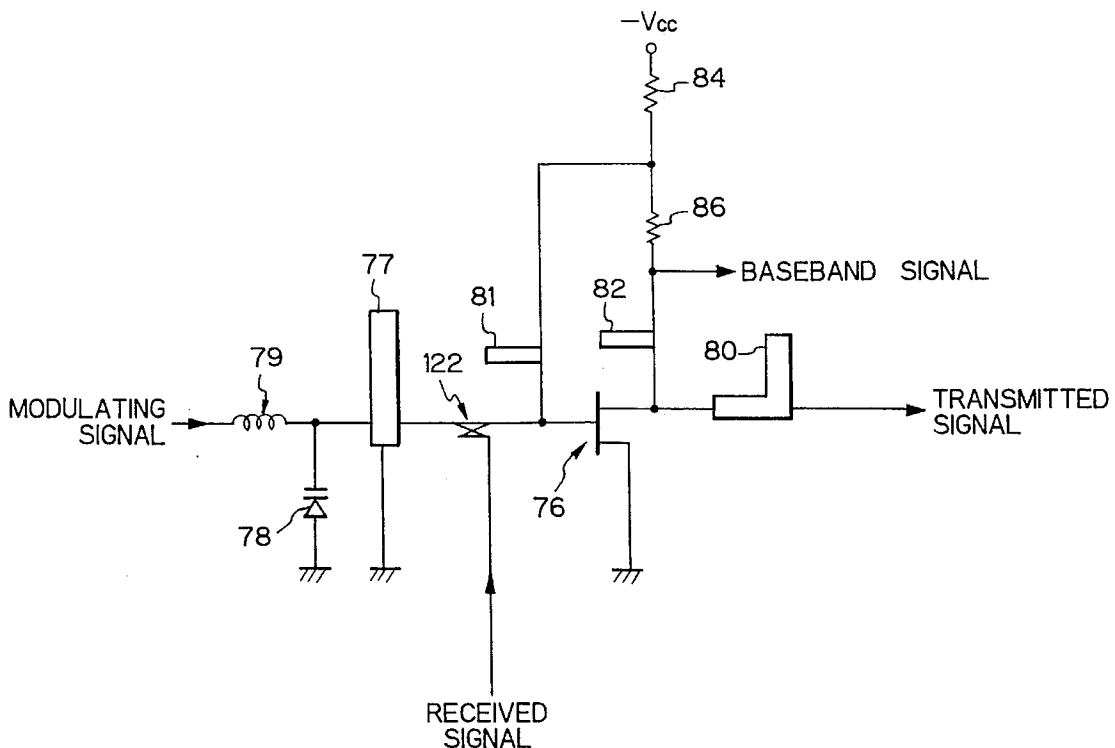 -Vcc
84
86
BASEBAND SIGNAL
77
81
82
80
79
122
MODULATING
SIGNAL
TRANSMITTED
SIGNAL
76
78
RECEIVED
SIGNAL